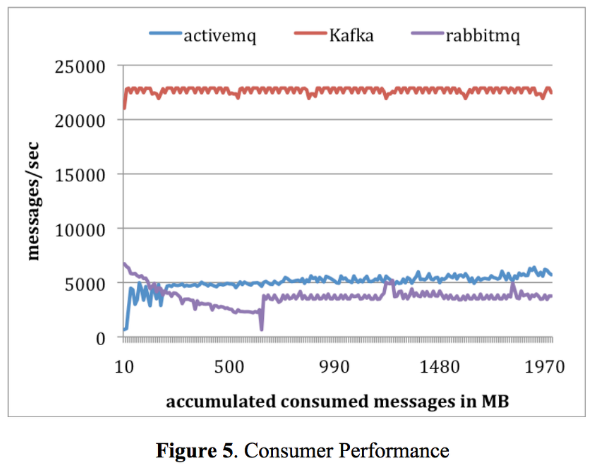 activemq Kafka rabbitmq
25000
20000
15000
10000
5000
0
messages/sec
10 500 990 1480 1970
accumulated consumed messages in MB
Figure 5. Consumer Performance